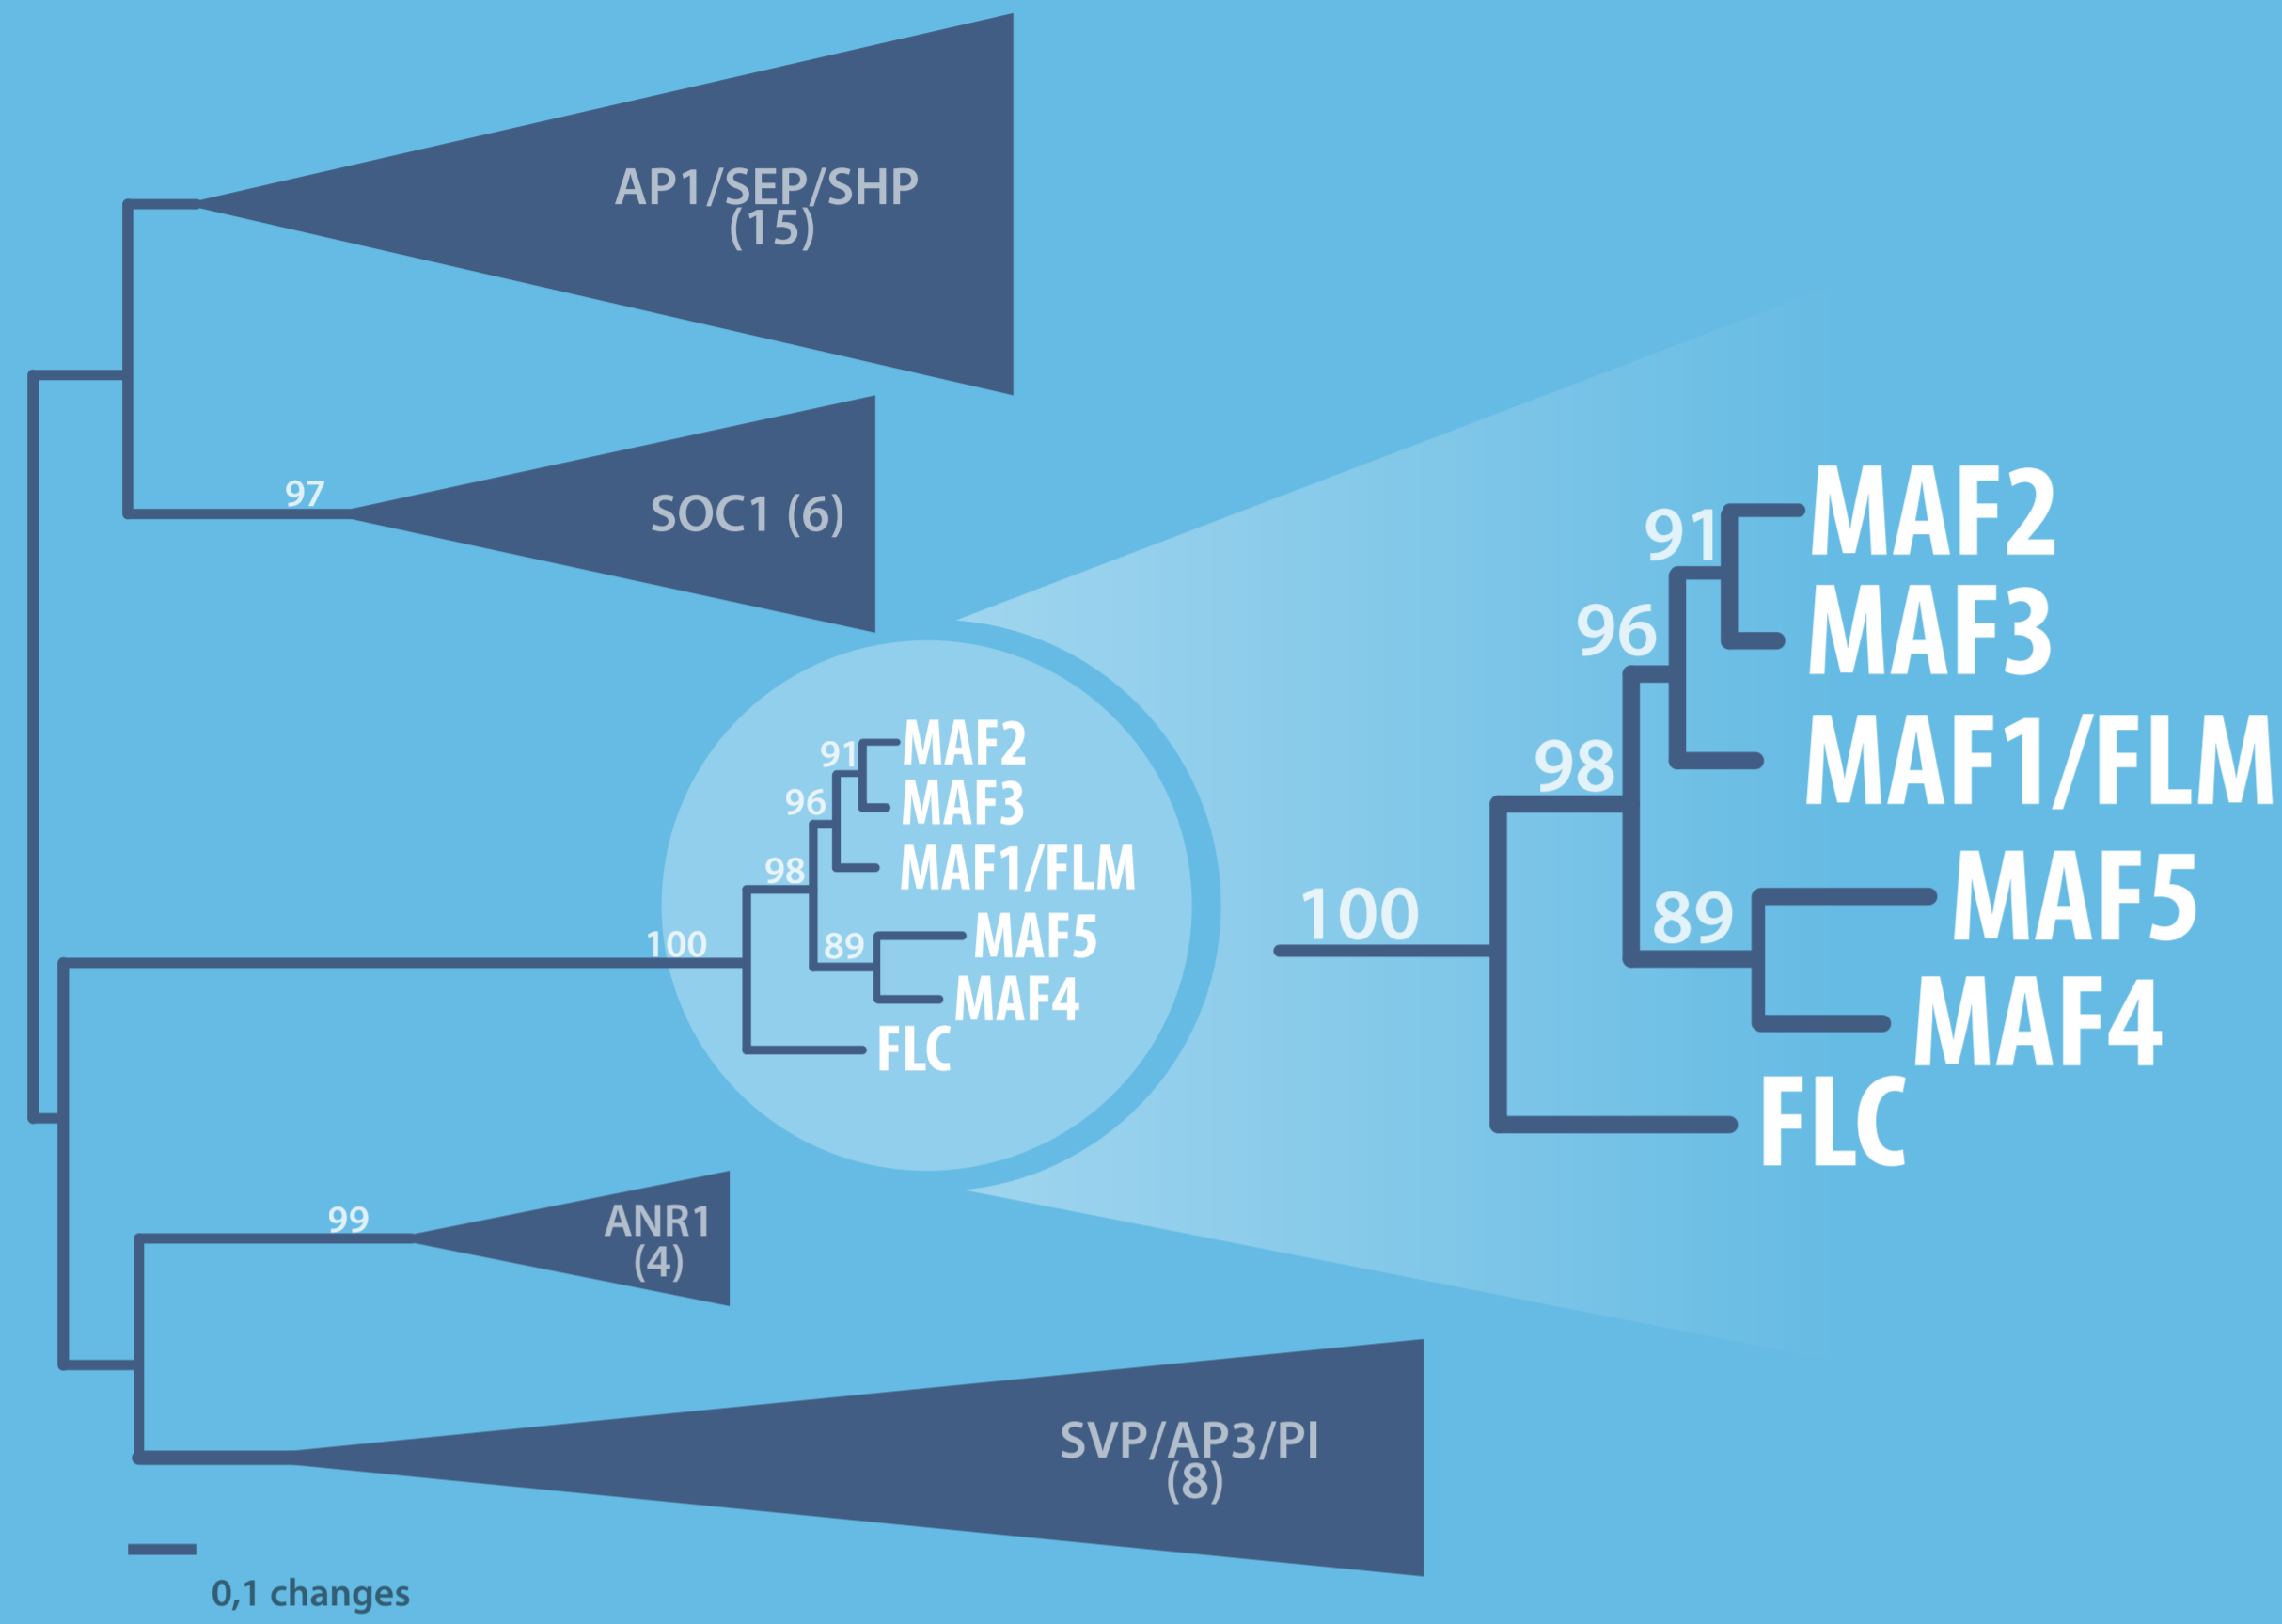 AP1/SEP/SHP
(15)
97
SOC1 (6)
91
MAF2
96
MAF3
98
MAF1/FLM
100
89
MAF5
MAF4
FLC
91
MAF2
96
MAF3
98
MAF1/FLM
100
89
MAF5
MAF4
FLC
99
ANR1
(4)
SVP/AP3/PI
(8)
0,1 changes